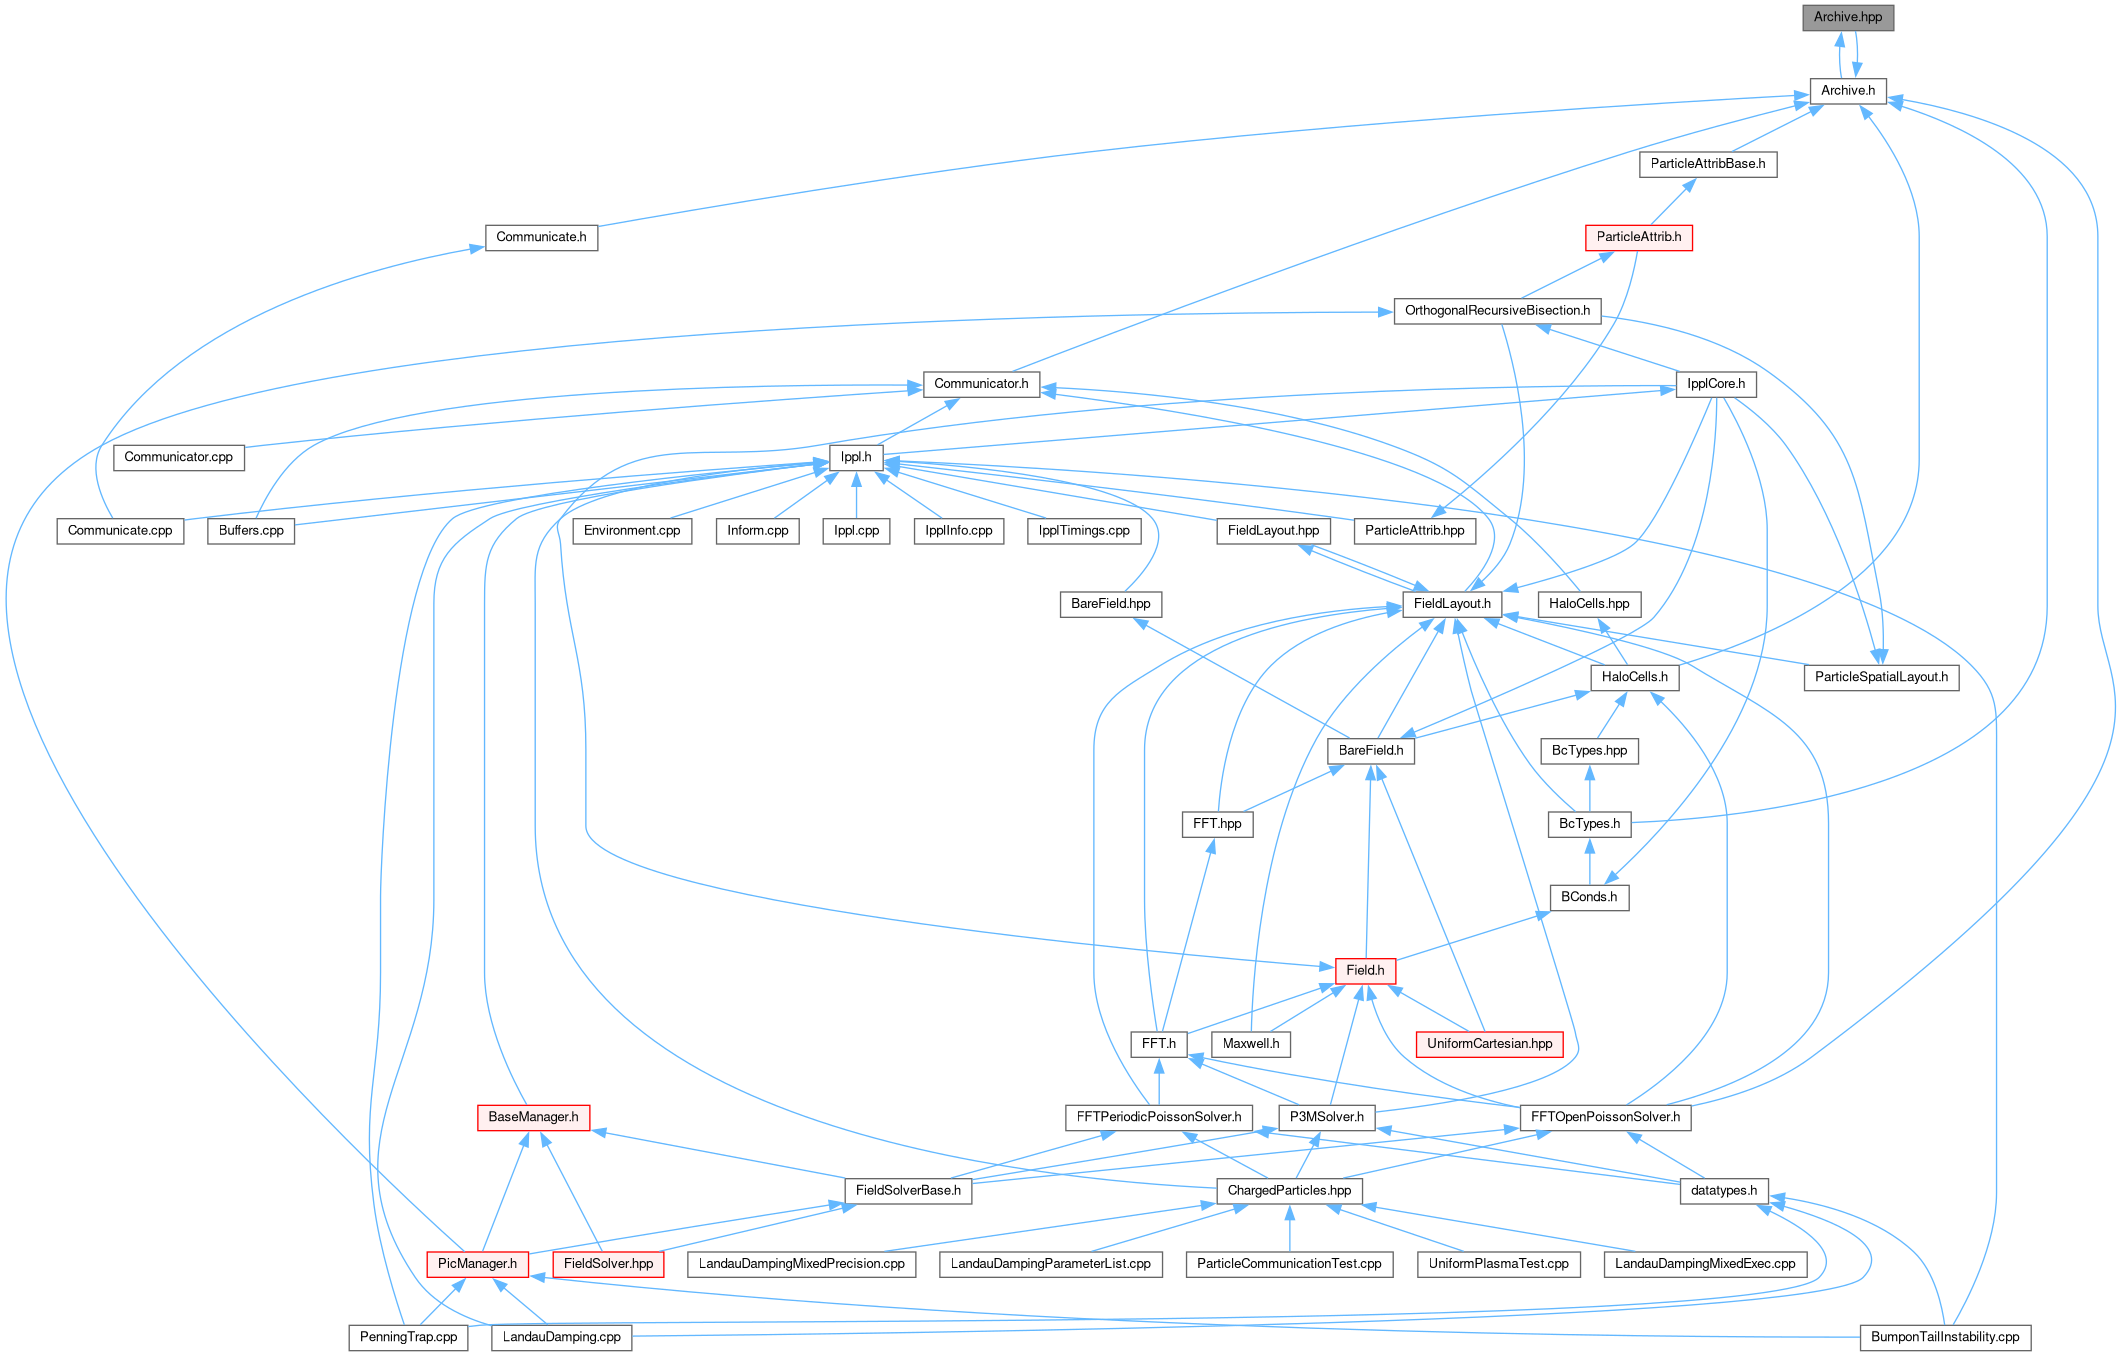 Archive.hpp
Archive.h
ParticleAttribBase.h
Communicate.h
ParticleAttrib.h
OrthogonalRecursiveBisection.h
Communicator.h
IpplCore.h
Communicator.cpp
Ippl.h
Communicate.cpp
Buffers.cpp
Environment.cpp
Inform.cpp
Ippl.cpp
IpplInfo.cpp
IpplTimings.cpp
FieldLayout.hpp
ParticleAttrib.hpp
BareField.hpp
FieldLayout.h
HaloCells.hpp
HaloCells.h
ParticleSpatialLayout.h
BareField.h
BcTypes.hpp
FFT.hpp
BcTypes.h
BConds.h
Field.h
FFT.h
Maxwell.h
UniformCartesian.hpp
BaseManager.h
FFTPeriodicPoissonSolver.h
P3MSolver.h
FFTOpenPoissonSolver.h
FieldSolverBase.h
ChargedParticles.hpp
datatypes.h
PicManager.h
FieldSolver.hpp
LandauDampingMixedPrecision.cpp
LandauDampingParameterList.cpp
ParticleCommunicationTest.cpp
UniformPlasmaTest.cpp
LandauDampingMixedExec.cpp
PenningTrap.cpp
LandauDamping.cpp
BumponTailInstability.cpp